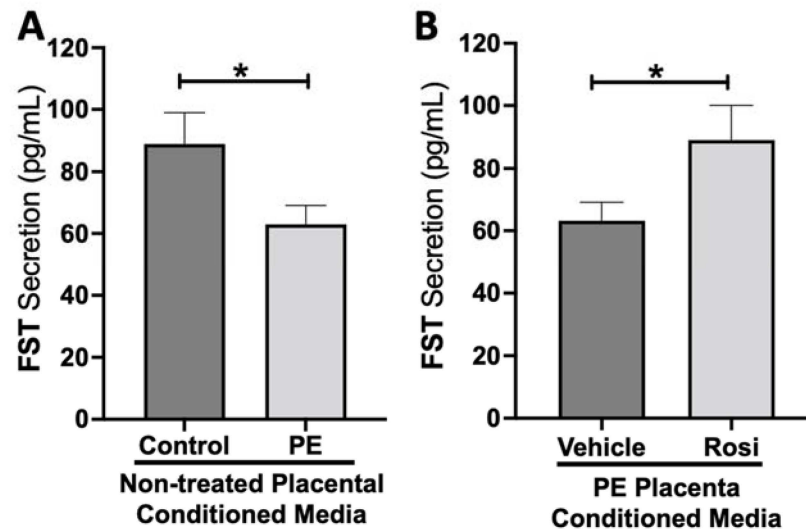 A
FST Secretion (pg/mL)
120
100
80
60
40
20
0
*
Control PE
Non-treated Placental
Conditioned Media
B
FST Secretion (pg/mL)
120
100
80
60
40
20
0
*
Vehicle Rosi
PE Placenta
Conditioned Media